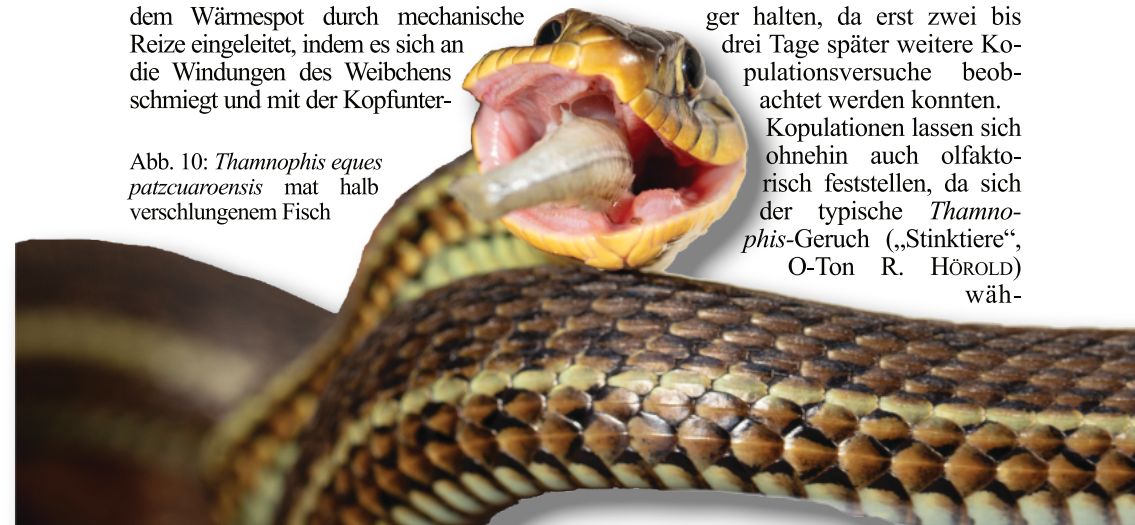 dem Wärmespot durch mechanische
Reize eingeleitet, indem es sich an
die Windungen des Weibchens
schmiegt und mit der Kopfunter-
Abb. 10: Thamnophis eques
patzcuaroensis mat halb
verschlungenem Fisch
ger halten, da erst zwei bis
drei Tage später weitere Ko-
pulationsversuche beob-
achtet werden konnten.
Kopulationen lassen sich
ohnehin auch olfakto-
risch feststellen, da sich
der typische Thamno-
phis-Geruch („Stinktiere“,
O-Ton R. HÖROLD)
wäh-